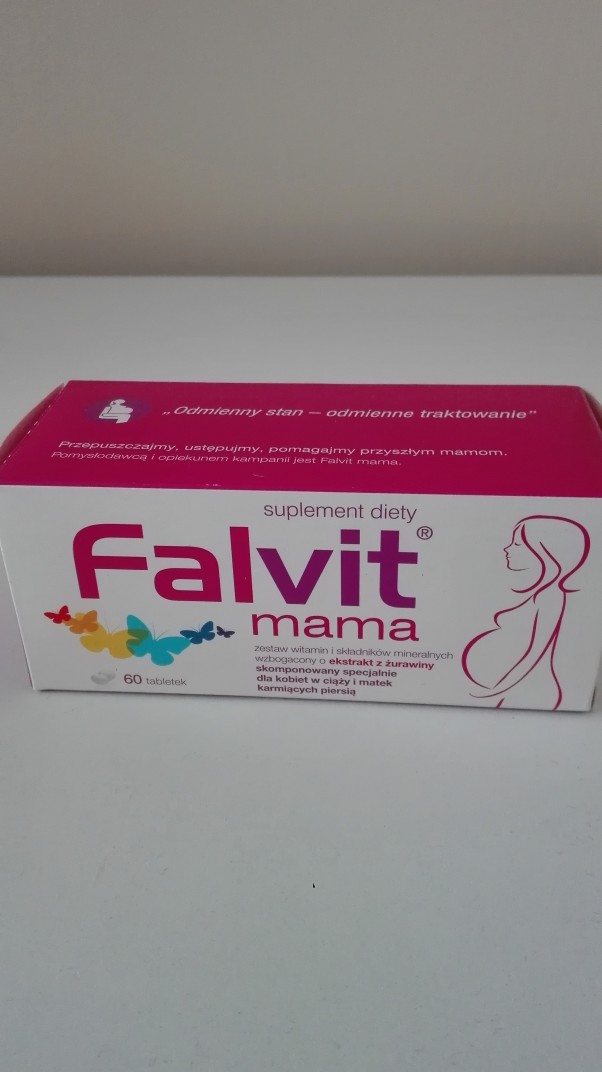 „Odmienny stan – odmienne traktowanie”
Przepuszczajmy, ustępujmy, pomagajmy przyszłym mamom.
Pomysłodawcą i opiekunem kampanii jest Falvit mama.
suplement diety
Falvit®
mama
zestaw witamin i składników mineralnych
wzbogacony o ekstrakt z żurawiny
skomponowany specjalnie
dla kobiet w ciąży i matek
karmiących piersią
60 tabletek